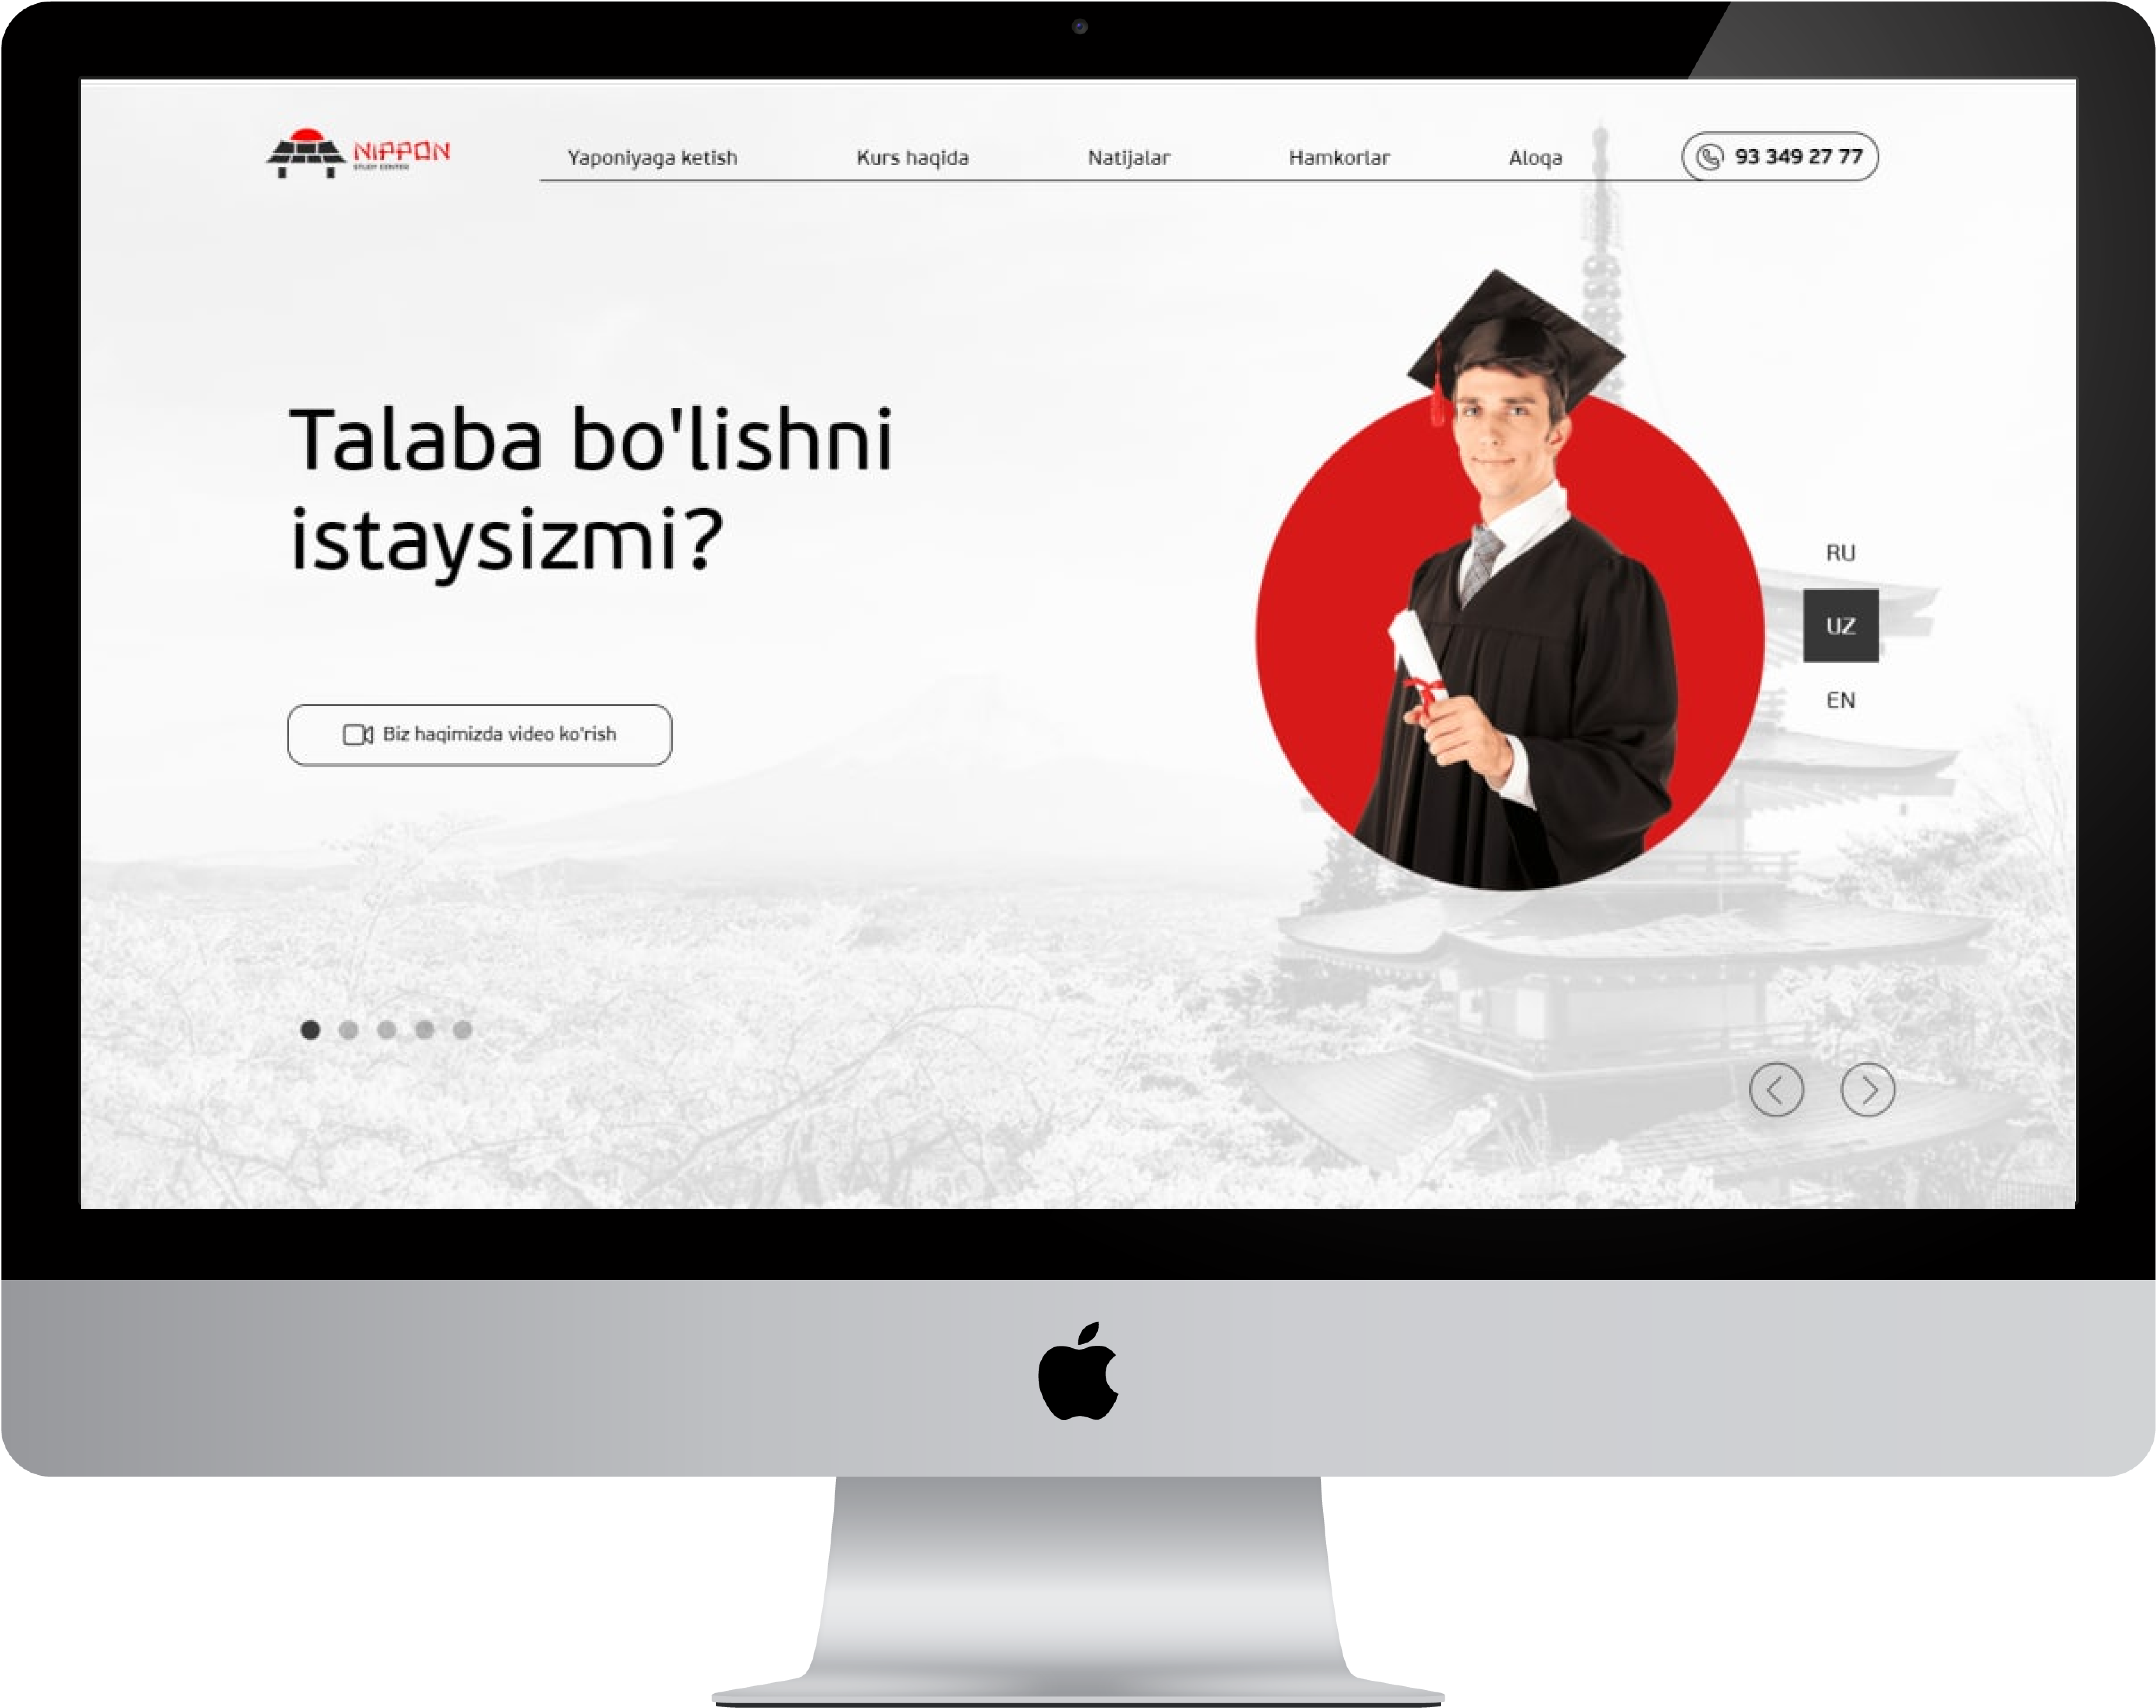 NIPPON
STUDY CENTER
Yaponiyaga ketish
Kurs haqida
Natijalar
Hamkorlar
Aloqa
93 349 27 77
Talaba bo'lishni
istaysizmi?
RU
UZ
EN
Biz haqimizda video ko'rish